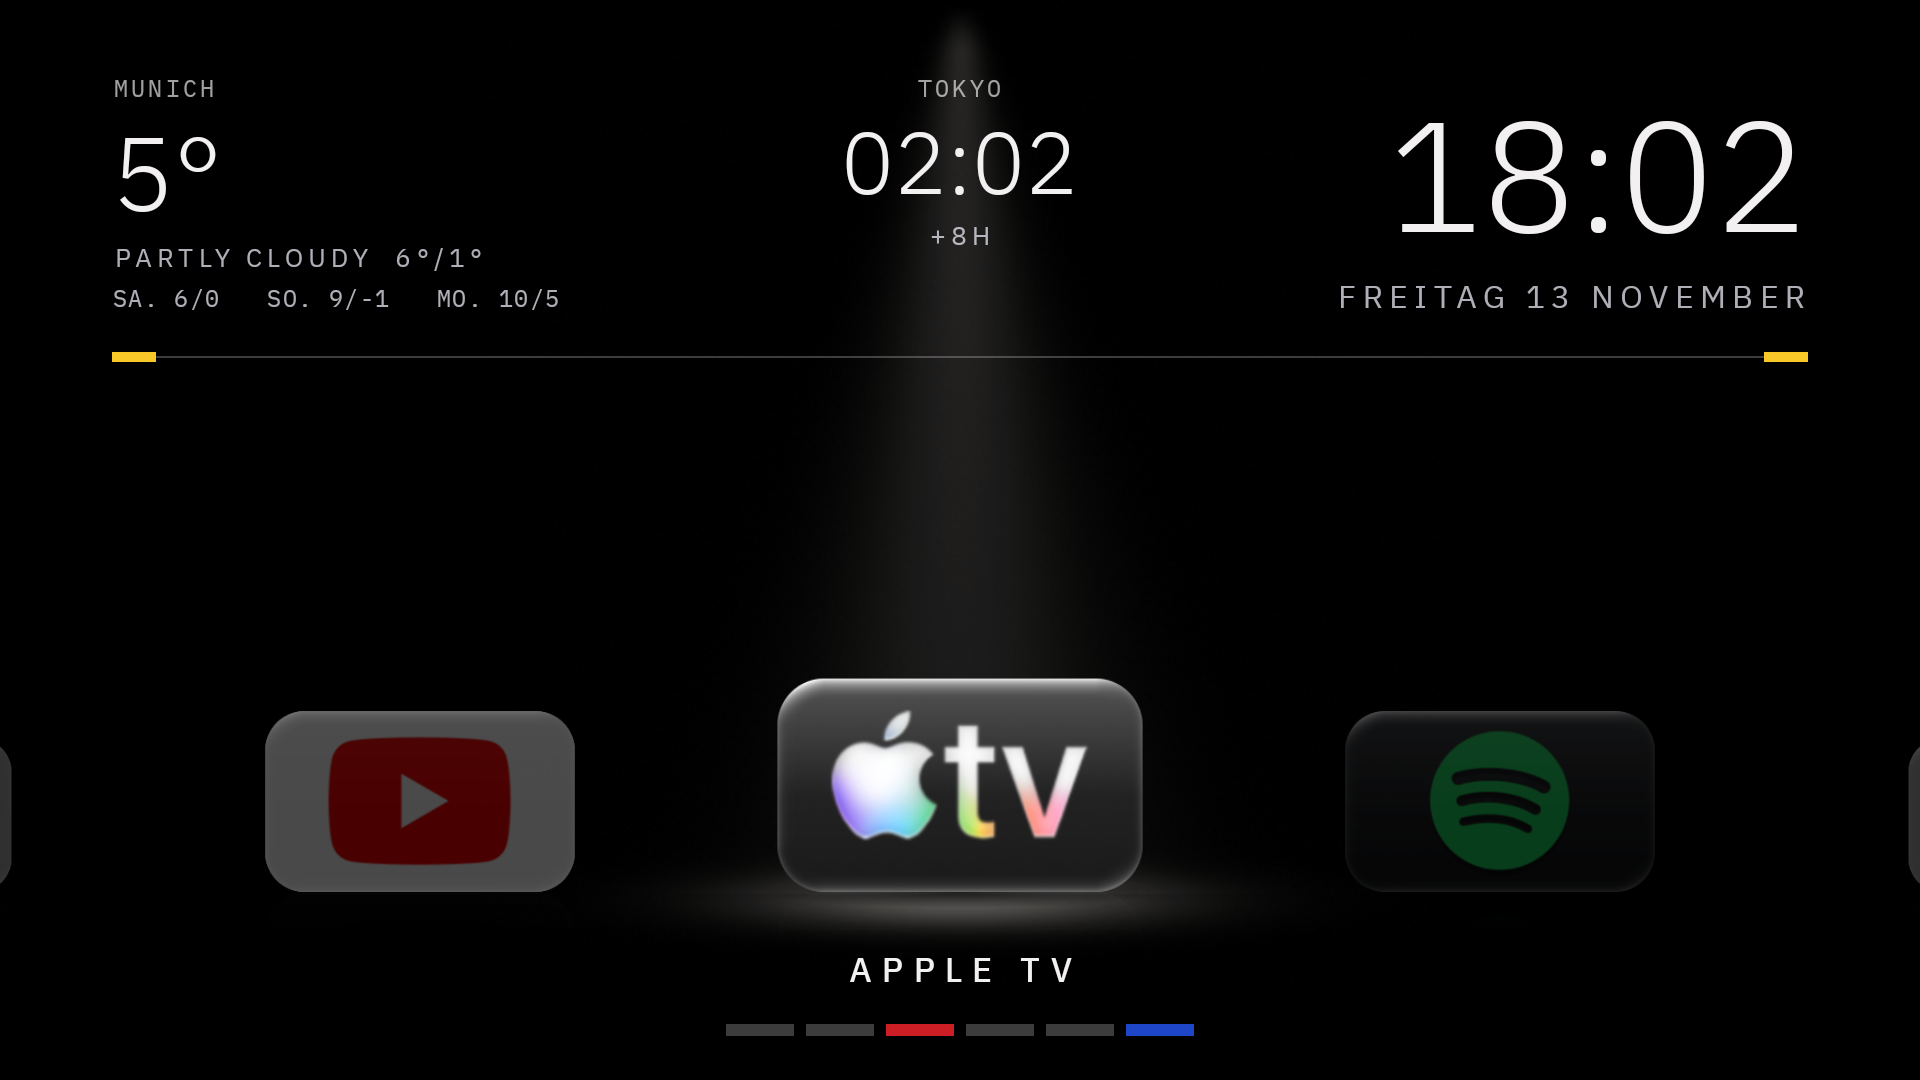 MUNICH
5°
PARTLY CLOUDY 6°/1°
SA. 6/0 SO. 9/-1 MO. 10/5
TOKYO
02:02
+8H
18:02
FREITAG 13 NOVEMBER
tv
APPLE TV